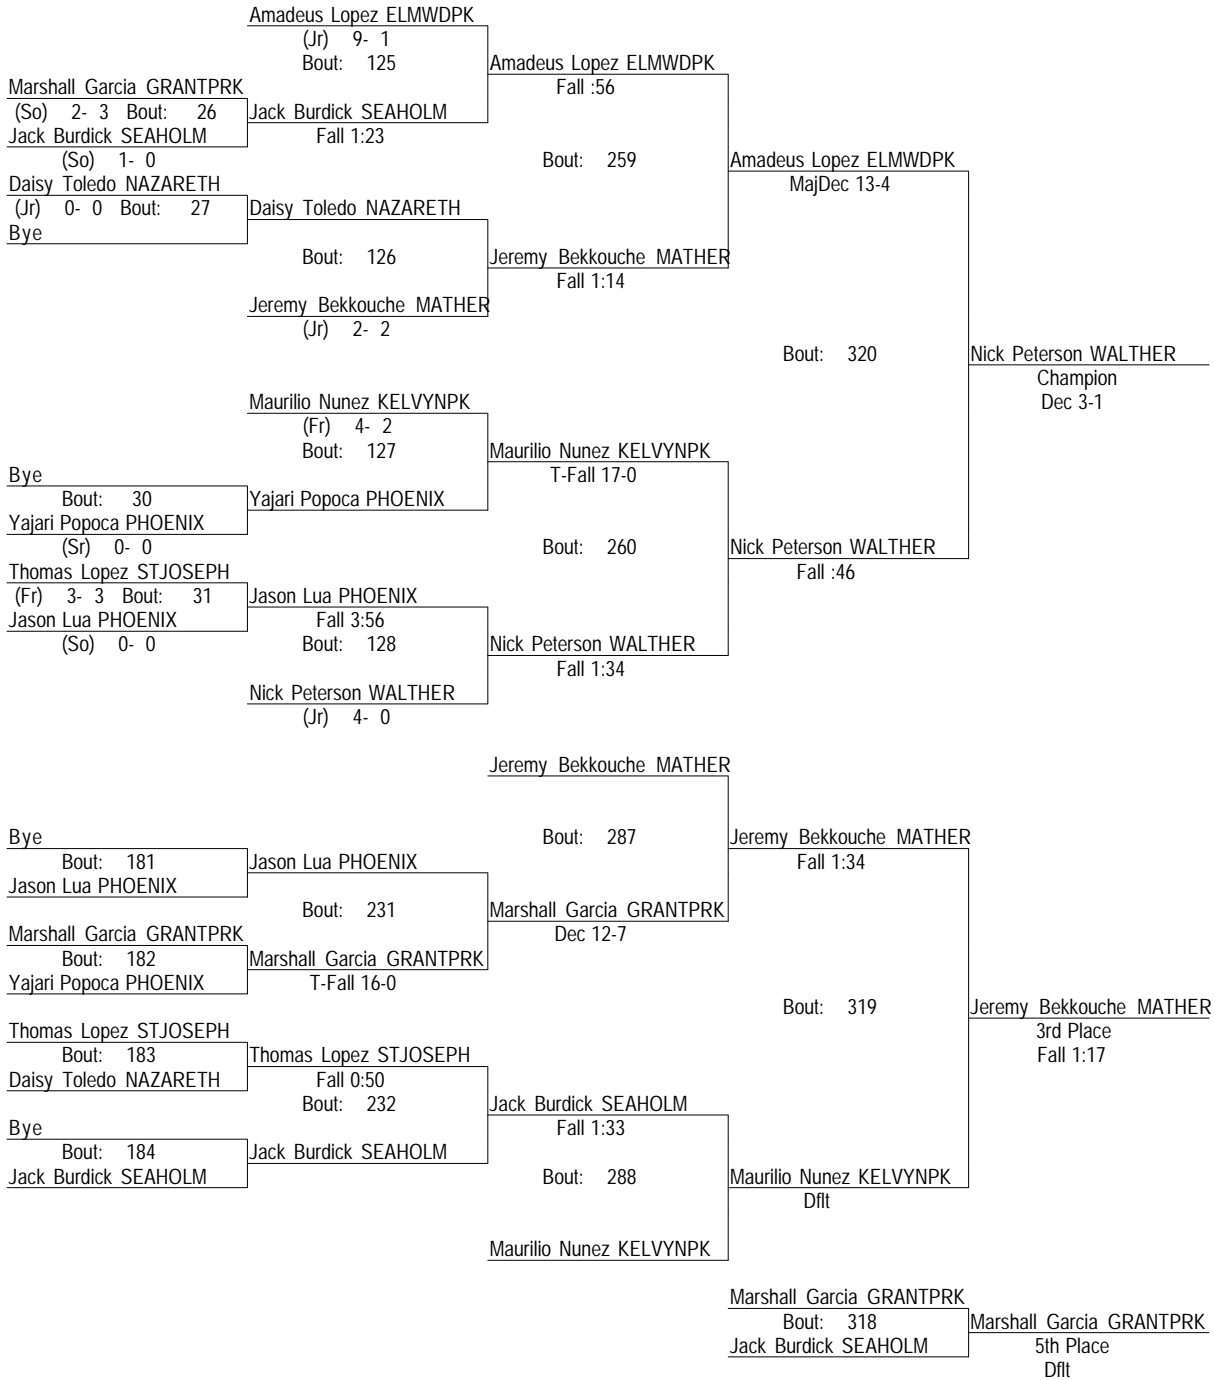 Amadeus Lopez ELMWDPK
(Jr) 9- 1
Bout: 125
Amadeus Lopez ELMWDPK
Fall :56
Marshall Garcia GRANTPRK
(So) 2- 3 Bout: 26
Jack Burdick SEAHOLM
Jack Burdick SEAHOLM
Fall 1:23
(So) 1- 0
Bout: 259
Amadeus Lopez ELMWDPK
MajDec 13-4
Daisy Toledo NAZARETH
(Jr) 0- 0 Bout: 27
Daisy Toledo NAZARETH
Bye
Bout: 126
Jeremy Bekkouche MATHER
Fall 1:14
Jeremy Bekkouche MATHER
(Jr) 2- 2
Bout: 320
Nick Peterson WALTHER
Champion
Dec 3-1
Maurilio Nunez KELVYNPK
(Fr) 4- 2
Bout: 127
Maurilio Nunez KELVYNPK
T-Fall 17-0
Bye
Bout: 30
Yajari Popoca PHOENIX
Yajari Popoca PHOENIX
(Sr) 0- 0
Bout: 260
Nick Peterson WALTHER
Fall :46
Thomas Lopez STJOSEPH
(Fr) 3- 3 Bout: 31
Jason Lua PHOENIX
Jason Lua PHOENIX
Fall 3:56
(So) 0- 0
Bout: 128
Nick Peterson WALTHER
Fall 1:34
Nick Peterson WALTHER
(Jr) 4- 0
Jeremy Bekkouche MATHER
Bout: 287
Jeremy Bekkouche MATHER
Fall 1:34
Bye
Bout: 181
Jason Lua PHOENIX
Jason Lua PHOENIX
Bout: 231
Marshall Garcia GRANTPRK
Dec 12-7
Marshall Garcia GRANTPRK
Bout: 182
Marshall Garcia GRANTPRK
Yajari Popoca PHOENIX
T-Fall 16-0
Bout: 319
Jeremy Bekkouche MATHER
3rd Place
Fall 1:17
Thomas Lopez STJOSEPH
Bout: 183
Thomas Lopez STJOSEPH
Daisy Toledo NAZARETH
Fall 0:50
Bout: 232
Jack Burdick SEAHOLM
Fall 1:33
Bye
Bout: 184
Jack Burdick SEAHOLM
Jack Burdick SEAHOLM
Bout: 288
Maurilio Nunez KELVYNPK
Dflt
Maurilio Nunez KELVYNPK
Marshall Garcia GRANTPRK
Bout: 318
Marshall Garcia GRANTPRK
Jack Burdick SEAHOLM
5th Place
Dflt